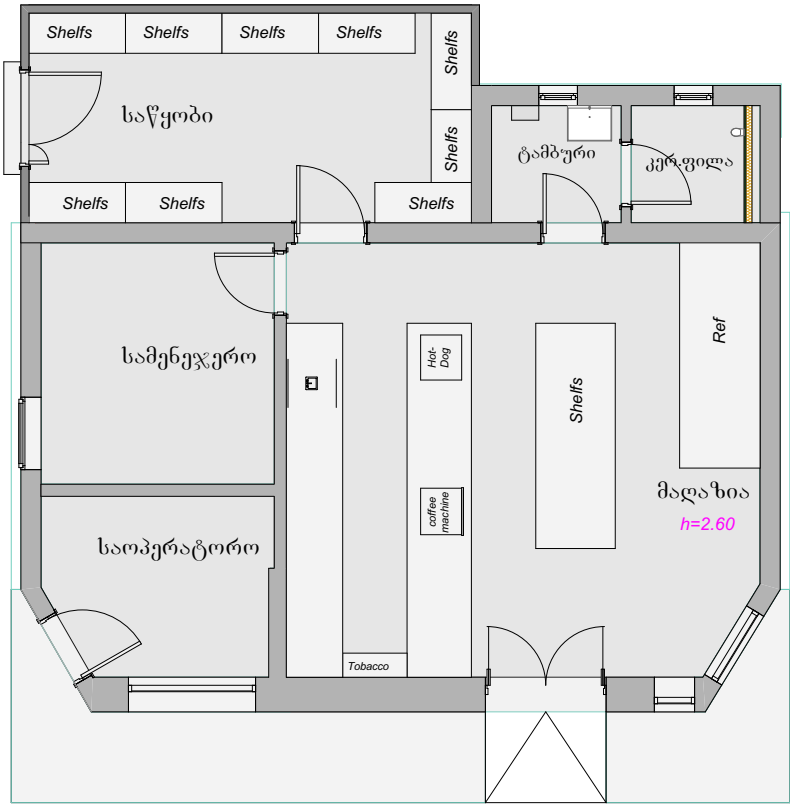 Shelfs
Shelfs
Shelfs
Shelfs
Shelfs
Shelfs
საწყობი
ტამბური
კერ.ფილა
Shelfs
Shelfs
Shelfs
სამენეჯერო
Hot-
Dog
Ref
Shelfs
coffee
machine
მაღაზია
h=2.60
საოპერატორო
Tobacco